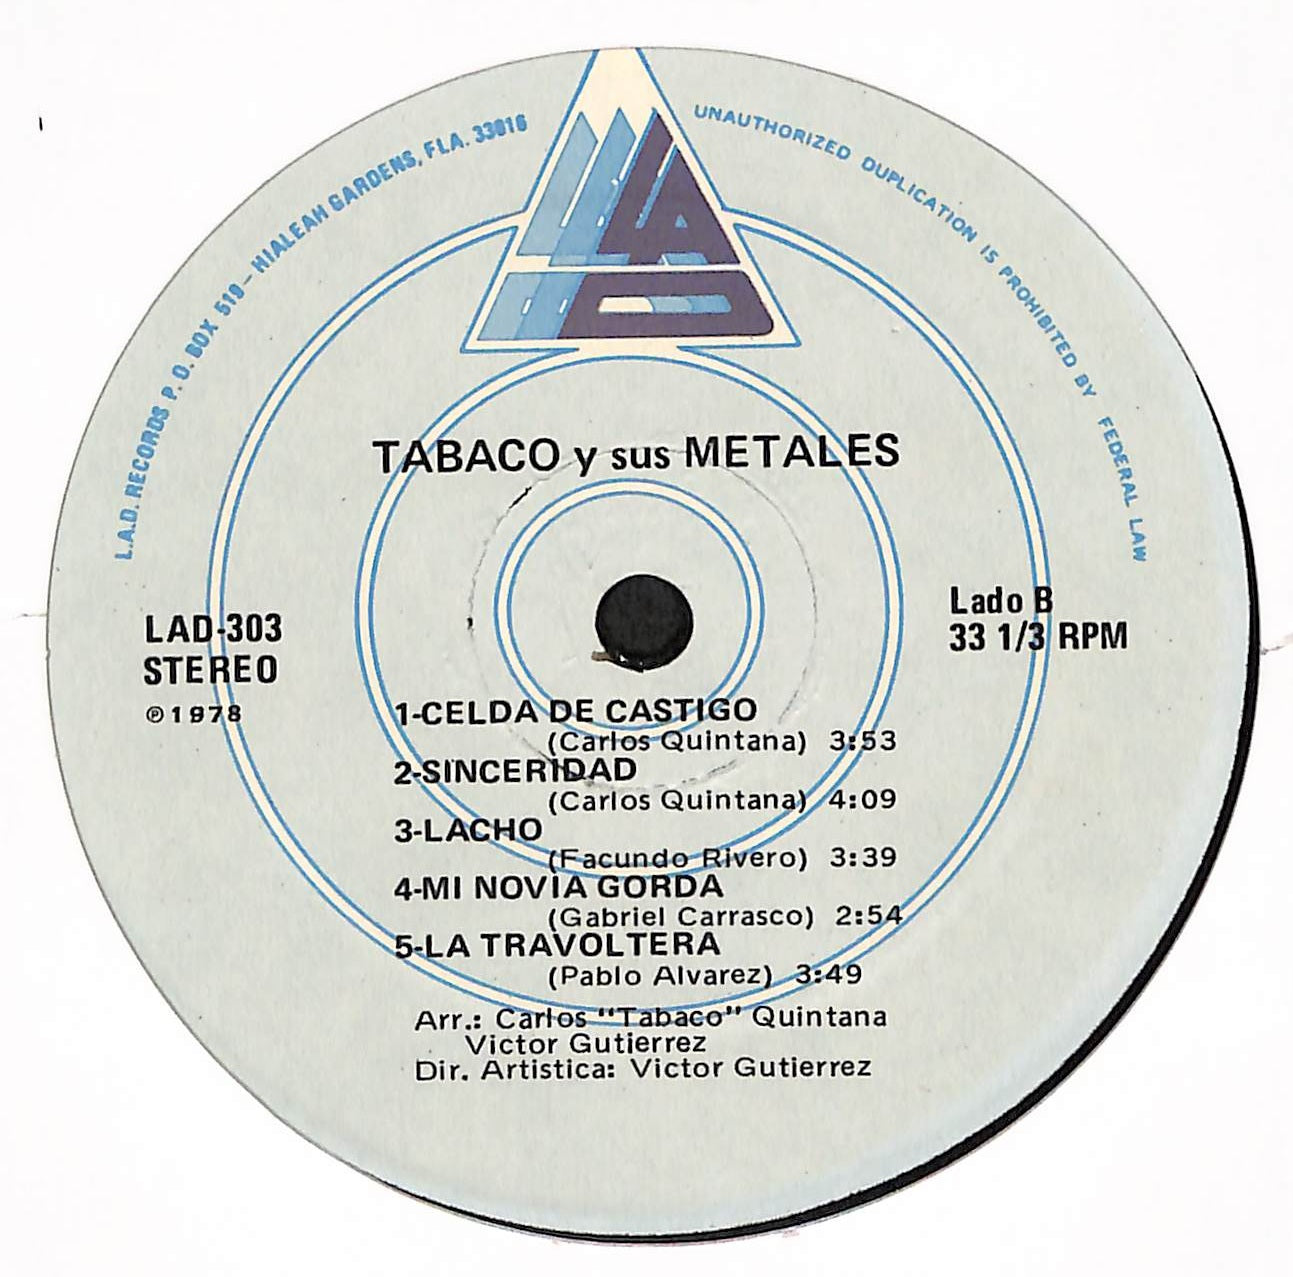 L.A.D. RECORDS P. O. BOX 519 - HIALEAH GARDENS, FLA. 33016
UNAUTHORIZED DUPLICATION IS PROHIBITED BY FEDERAL LAW
LAD
TABACO y sus METALES
LAD-303
STEREO
℗1978
Lado B
33 1/3 RPM
1-CELDA DE CASTIGO
(Carlos Quintana) 3:53
2-SINCERIDAD
(Carlos Quintana) 4:09
3-LACHO
(Facundo Rivero) 3:39
4-MI NOVIA GORDA
(Gabriel Carrasco) 2:54
5-LA TRAVOLTERA
(Pablo Alvarez) 3:49
Arr.: Carlos "Tabaco" Quintana
Victor Gutierrez
Dir. Artistica: Victor Gutierrez